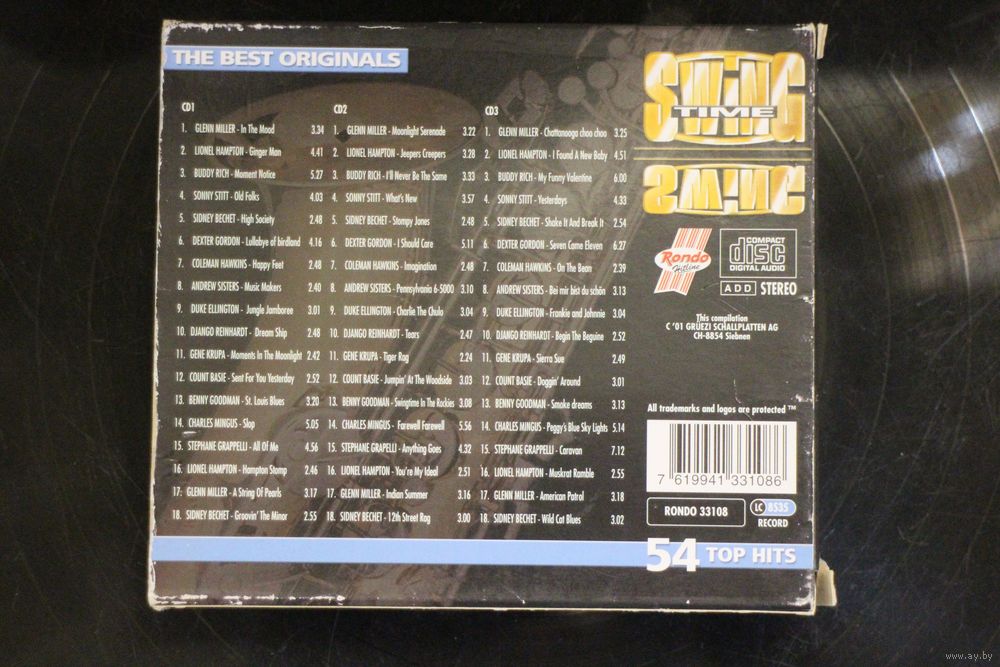 THE BEST ORIGINALS
CD1
1. GLENN MILLER - In The Mood 3.34
2. LIONEL HAMPTON - Ginger Man 4.41
3. BUDDY RICH - Moment Notice 5.27
4. SONNY STITT - Old Folks 4.03
5. SIDNEY BECHET - High Society 2.48
6. DEXTER GORDON - Lullabye of birdland 4.16
7. COLEMAN HAWKINS - Happy Feet 2.48
8. ANDREW SISTERS - Music Makers 2.40
9. DUKE ELLINGTON - Jungle Jamboree 3.01
10. DJANGO REINHARDT - Dream Ship 2.48
11. GENE KRUPA - Moments In The Moonlight 2.42
12. COUNT BASIE - Sent For You Yesterday 2.52
13. BENNY GOODMAN - St. Louis Blues 3.20
14. CHARLES MINGUS - Slop 5.05
15. STEPHANE GRAPPELLI - All Of Me 4.56
16. LIONEL HAMPTON - Hampton Stomp 2.46
17: GLENN MILLER - A String Of Pearls 3.17
18. SIDNEY BECHET - Groovin' The Minor 2.55
CD2
1. GLENN MILLER - Moonlight Serenade 3.22
2. LIONEL HAMPTON - Jeepers Creepers 3.28
3. BUDDY RICH - I'll Never Be The Same 3.33
4. SONNY STITT - What's New 3.57
5. SIDNEY BECHET - Stompy Jones 2.48
6. DEXTER GORDON - I Should Care 5.11
7. COLEMAN HAWKINS - Imagination 2.48
8. ANDREW SISTERS - Pennsylvania 6-5000 3.10
9. DUKE ELLINGTON - Charlie The Chulo 3.04
10. DJANGO REINHARDT - Tears 2.47
11. GENE KRUPA - Tiger Rag 2.24
12. COUNT BASIE - Jumpin' At The Woodside 3.03
13. BENNY GOODMAN - Swingtime In The Rockies 3.08
14. CHARLES MINGUS - Farewell Farewell 5.56
15. STEPHANE GRAPELLI - Anything Goes 4.32
16. LIONEL HAMPTON - You're My Ideal 2.51
17. GLENN MILLER - Indian Summer 3.16
18. SIDNEY BECHET - 12th Street Rag 3.00
CD3
1. GLENN MILLER - Chattanooga choo choo 3.25
2. LIONEL HAMPTON - I Found A New Baby 4.51
3. BUDDY RICH - My Funny Valentine 6.00
4. SONNY STITT - Yesterdays 4.33
5. SIDNEY BECHET - Shake It And Break It 2.54
6. DEXTER GORDON - Seven Come Eleven 6.27
7. COLEMAN HAWKINS - On The Bean 2.39
8. ANDREW SISTERS - Bei mir bist du schön 3.13
9. DUKE ELLINGTON - Frankie and Johnnie 3.04
10. DJANGO REINHARDT - Begin The Beguine 2.52
11. GENE KRUPA - Sierra Sue 2.49
12. COUNT BASIE - Doggin' Around 3.01
13. BENNY GOODMAN - Smoke dreams 3.13
14. CHARLES MINGUS - Peggy's Blue Sky Lights 5.14
15. STEPHANE GRAPPELLI - Caravan 7.12
16. LIONEL HAMPTON - Muskrat Ramble 2.55
17. GLENN MILLER - American Patrol 3.18
18. SIDNEY BECHET - Wild Cat Blues 3.02
SWiNG
TIME
SWiNG
Rondo
Hitline
COMPACT
disc
DIGITAL AUDIO
ADD STEREO
This compilation
C '01 GRÜEZI SCHALLPLATTEN AG
CH-8854 Siebnen
All trademarks and logos are protected ™
7 619941 331086
RONDO 33108
LC 8535
RECORD
54 TOP HITS
www.ay.by